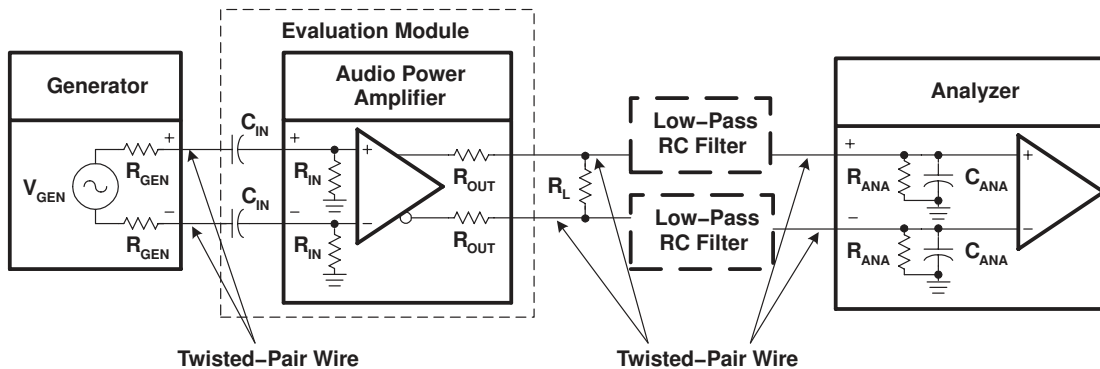 Evaluation Module
Generator
Audio Power
Amplifier
Analyzer
Low−Pass
RC Filter
C_IN
+
+
+
+
R_GEN
R_IN
R_OUT
R_L
R_ANA
C_ANA
V_GEN
C_IN
Low−Pass
RC Filter
−
−
−
−
−
R_GEN
R_IN
R_OUT
R_ANA
C_ANA
Twisted−Pair Wire
Twisted−Pair Wire